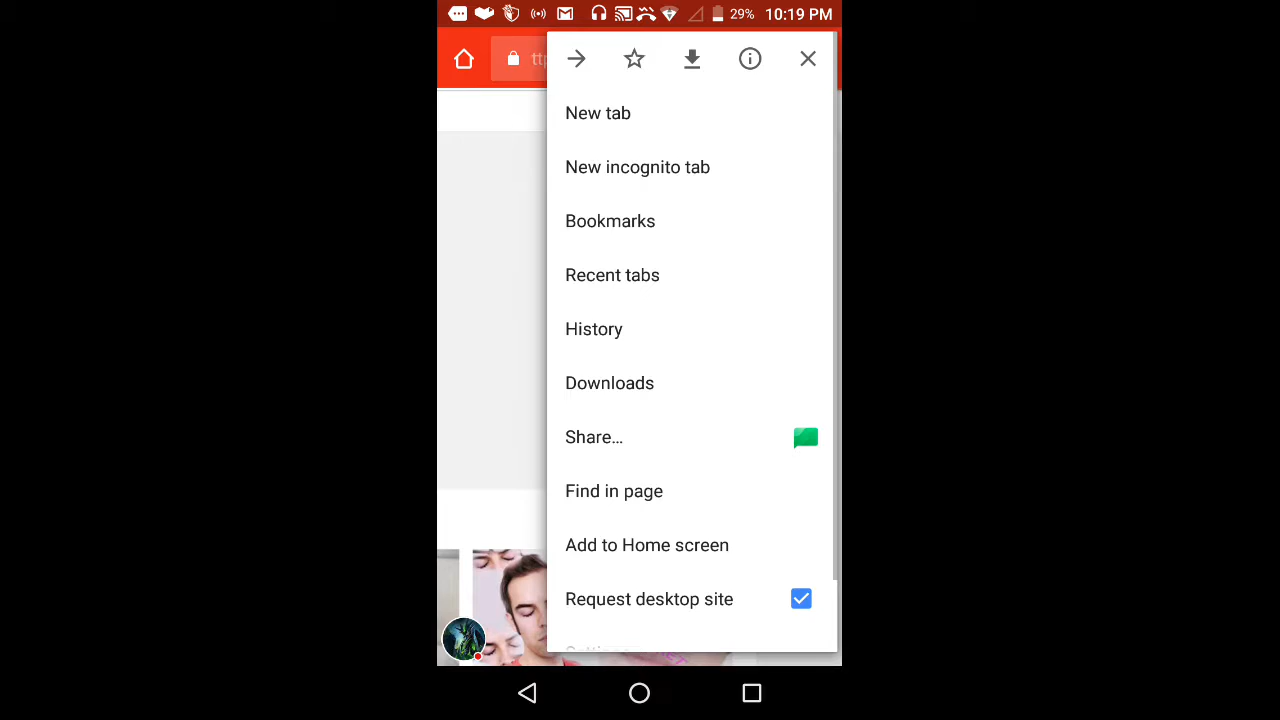 29% 10:19 PM
New tab
New incognito tab
Bookmarks
Recent tabs
History
Downloads
Share...
Find in page
Add to Home screen
Request desktop site